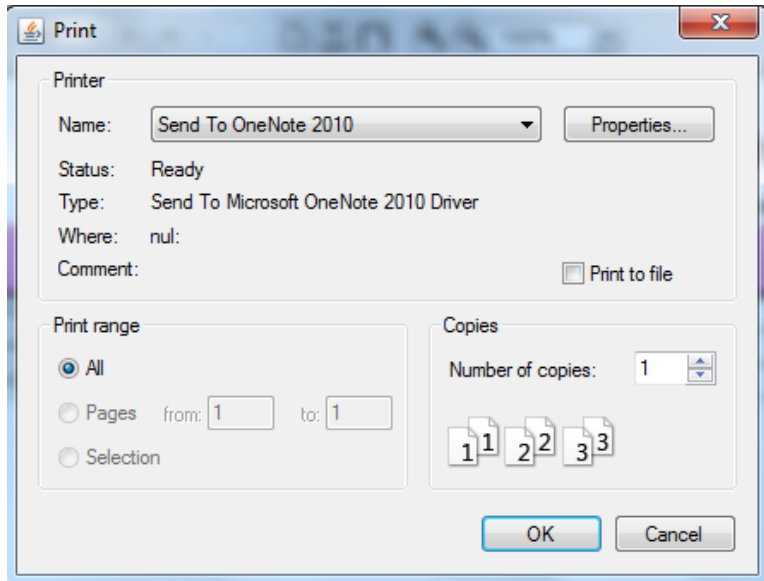 Print
Printer
Name: Send To OneNote 2010 Properties...
Status: Ready
Type: Send To Microsoft OneNote 2010 Driver
Where: nul:
Comment: Print to file
Print range
All
Pages from: 1 to: 1
Selection
Copies
Number of copies: 1
1 1 2 2 3 3
OK Cancel